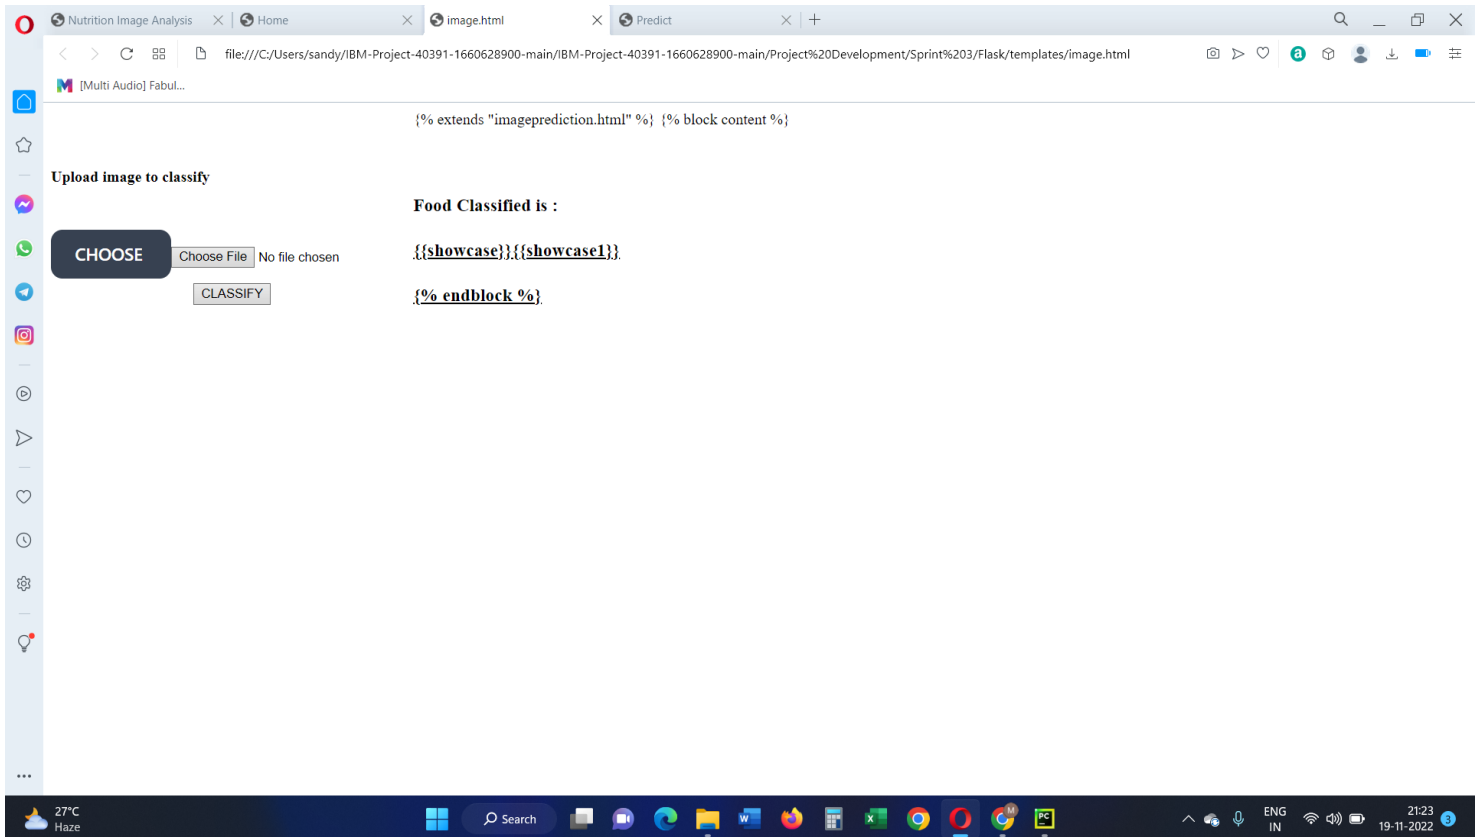 Nutrition Image Analysis
Home
image.html
Predict
file:///C:/Users/sandy/IBM-Project-40391-1660628900-main/IBM-Project-40391-1660628900-main/Project%20Development/Sprint%203/Flask/templates/image.html
a
M [Multi Audio] Fabul...
{% extends "imageprediction.html" %} {% block content %}
Upload image to classify
Food Classified is :
CHOOSE Choose File No file chosen
{{showcase}}{{showcase1}}
CLASSIFY
{% endblock %}
27°C
Haze
Search
W
X
M
PC
ENG
IN
21:23
19-11-2022
3